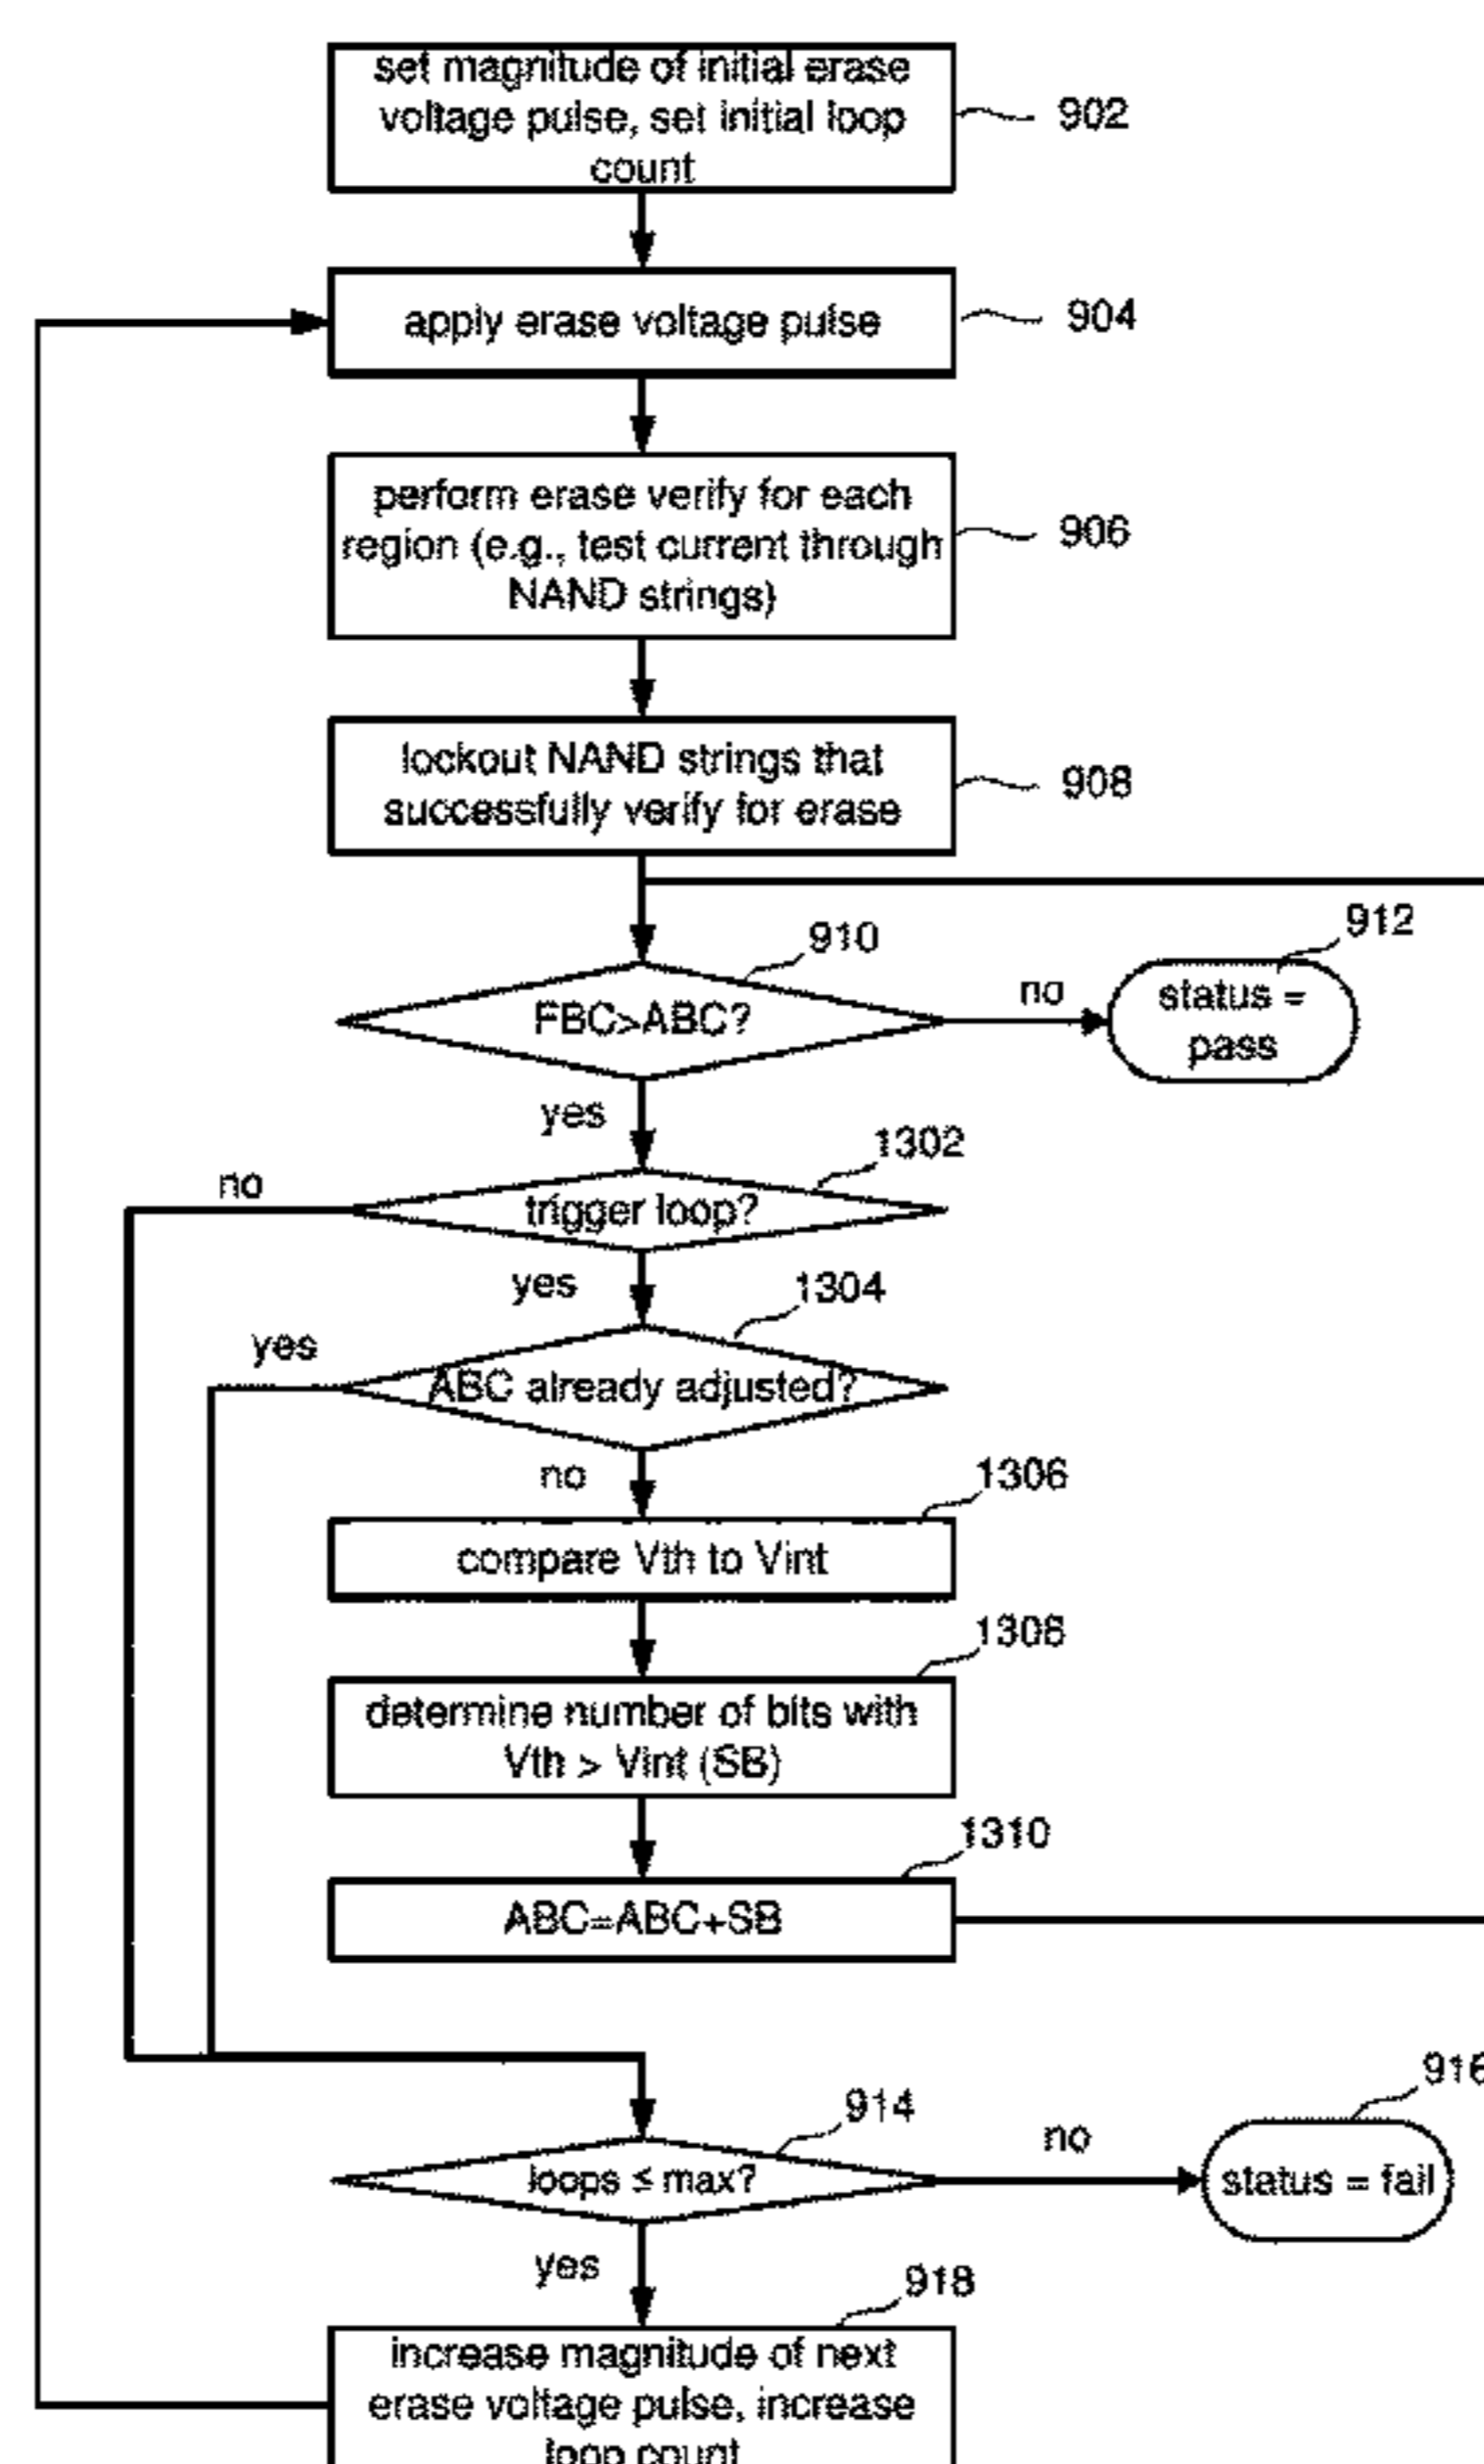 set magnitude of initial erase
voltage pulse, set initial loop
count
902
apply erase voltage pulse
904
perform erase verify for each
region (e.g., test current through
NAND strings)
906
lockout NAND strings that
successfully verify for erase
908
910
912
FBC>ABC?
no
status =
pass
yes
1302
no
trigger loop?
yes
1304
yes
ABC already adjusted?
no
1306
compare Vth to Vint
1308
determine number of bits with
Vth > Vint (SB)
1310
ABC=ABC+SB
916
914
no
loops ≤ max?
status = fail
yes
918
increase magnitude of next
erase voltage pulse, increase
loop count